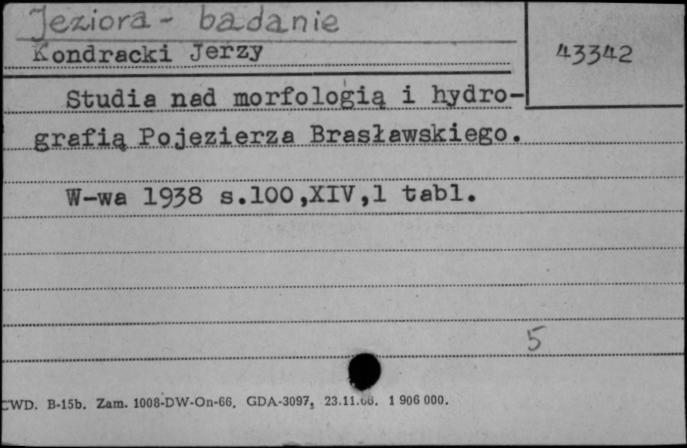 Jeziora - badanie
Kondracki Jerzy
43342
Studia nad morfologią i hydro-
grafią Pojezierza Brasławskiego.
W-wa 1938 s.100,XIV,1 tabl.
5
CWD. B-15b. Zam. 1008-DW-On-66. GDA-3097, 23.11.66. 1 906 000.